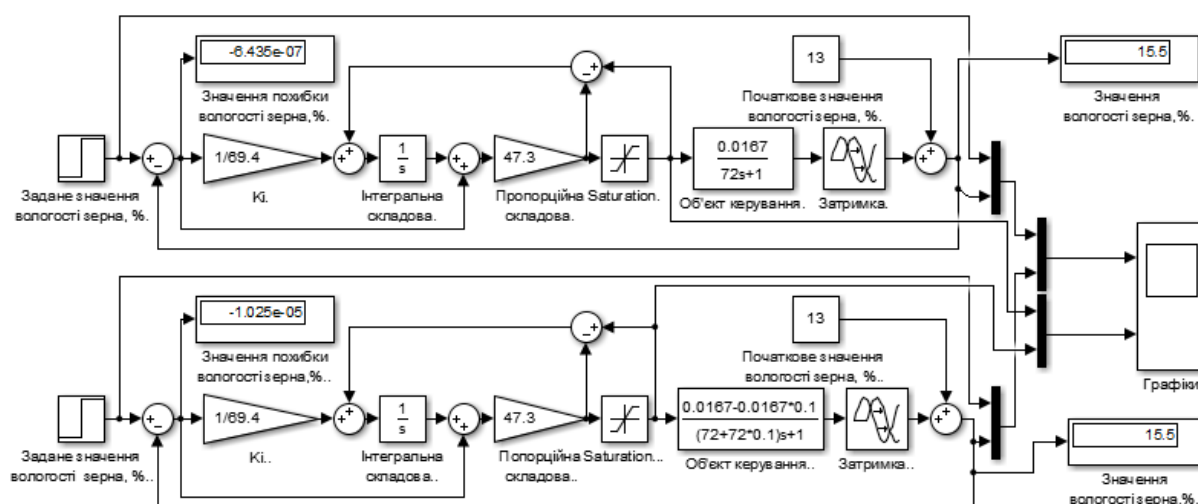 -6.435e-07
Значення похибки
вологості зерна,%.
13
Початкове значення
вологості зерна, %.
15.5
Значення
вологості зерна,%.
Задане значення
вологості зерна, %.
1/69.4
Ki.
1
s
Інтегральна
складова.
47.3
Пропорційна
складова.
Saturation.
0.0167
72s+1
Об'єкт керування.
Затримка.
Графіки
-1.025e-05
Значення похибки
вологості зерна,%..
13
Початкове значення
вологості зерна, %..
15.5
Значення
вологості зерна,%..
Задане значення
вологості зерна, %..
1/69.4
Ki..
1
s
Інтегральна
складова..
47.3
Попорційна
складова..
Saturation...
0.0167-0.0167*0.1
(72+72*0.1)s+1
Об'єкт керування..
Затримка..